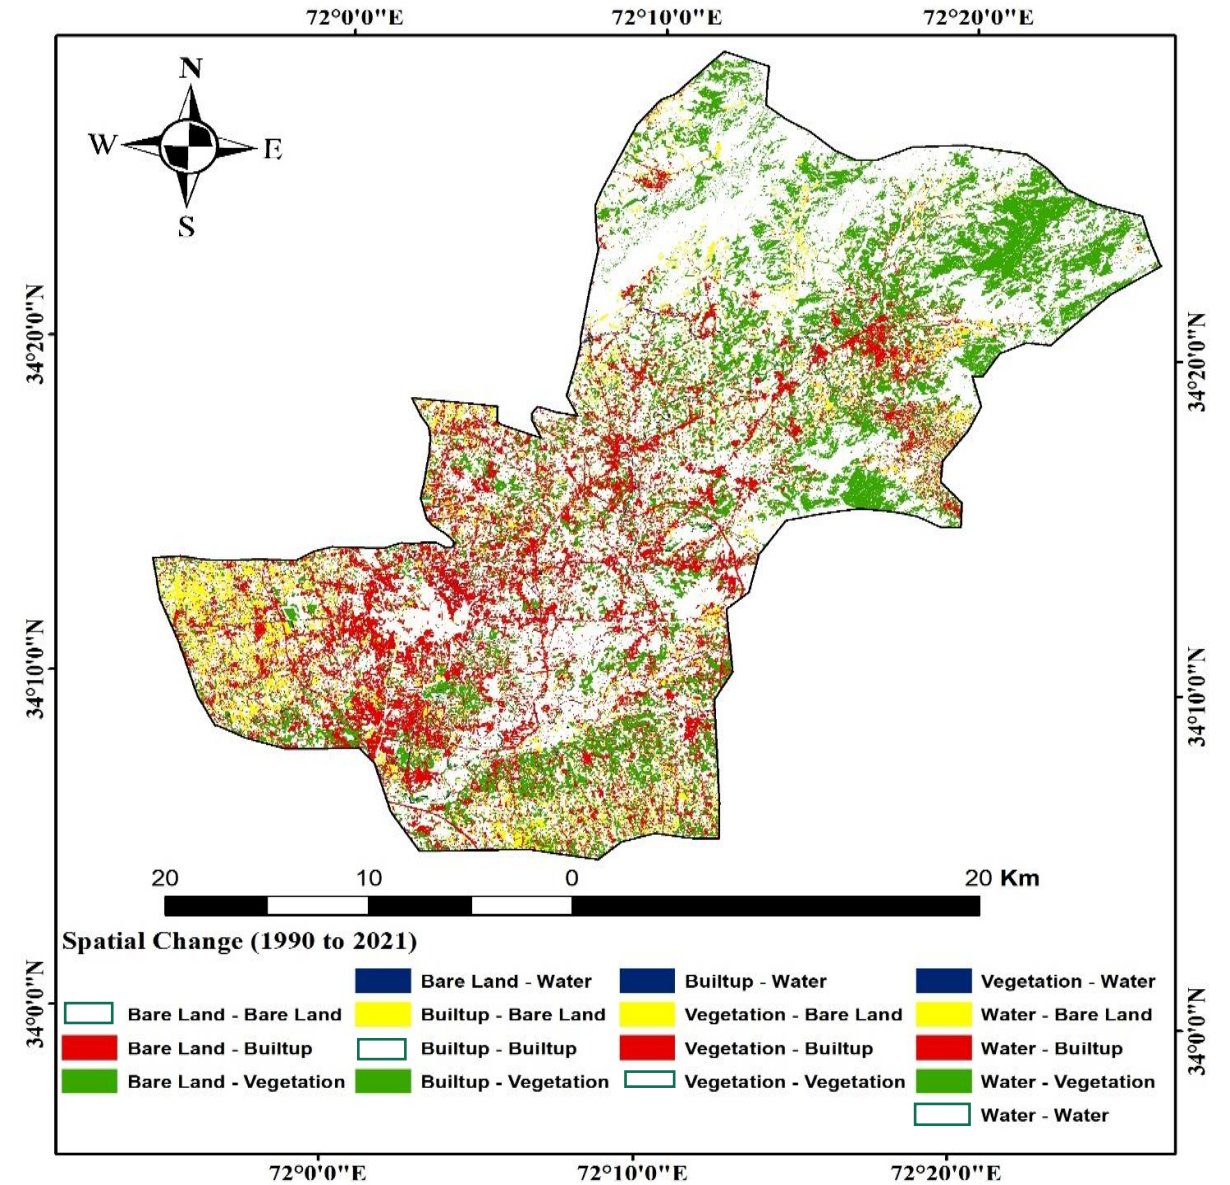 72°0'0"E 72°10'0"E 72°20'0"E
N
W E
S
34°20'0"N
34°20'0"N
34°10'0"N
34°10'0"N
20 10 0 20 Km
Spatial Change (1990 to 2021)
Bare Land - Water Builtup - Water Vegetation - Water
Bare Land - Bare Land Builtup - Bare Land Vegetation - Bare Land Water - Bare Land
Bare Land - Builtup Builtup - Builtup Vegetation - Builtup Water - Builtup
Bare Land - Vegetation Builtup - Vegetation Vegetation - Vegetation Water - Vegetation
Water - Water
34°0'0"N
34°0'0"N
72°0'0"E 72°10'0"E 72°20'0"E